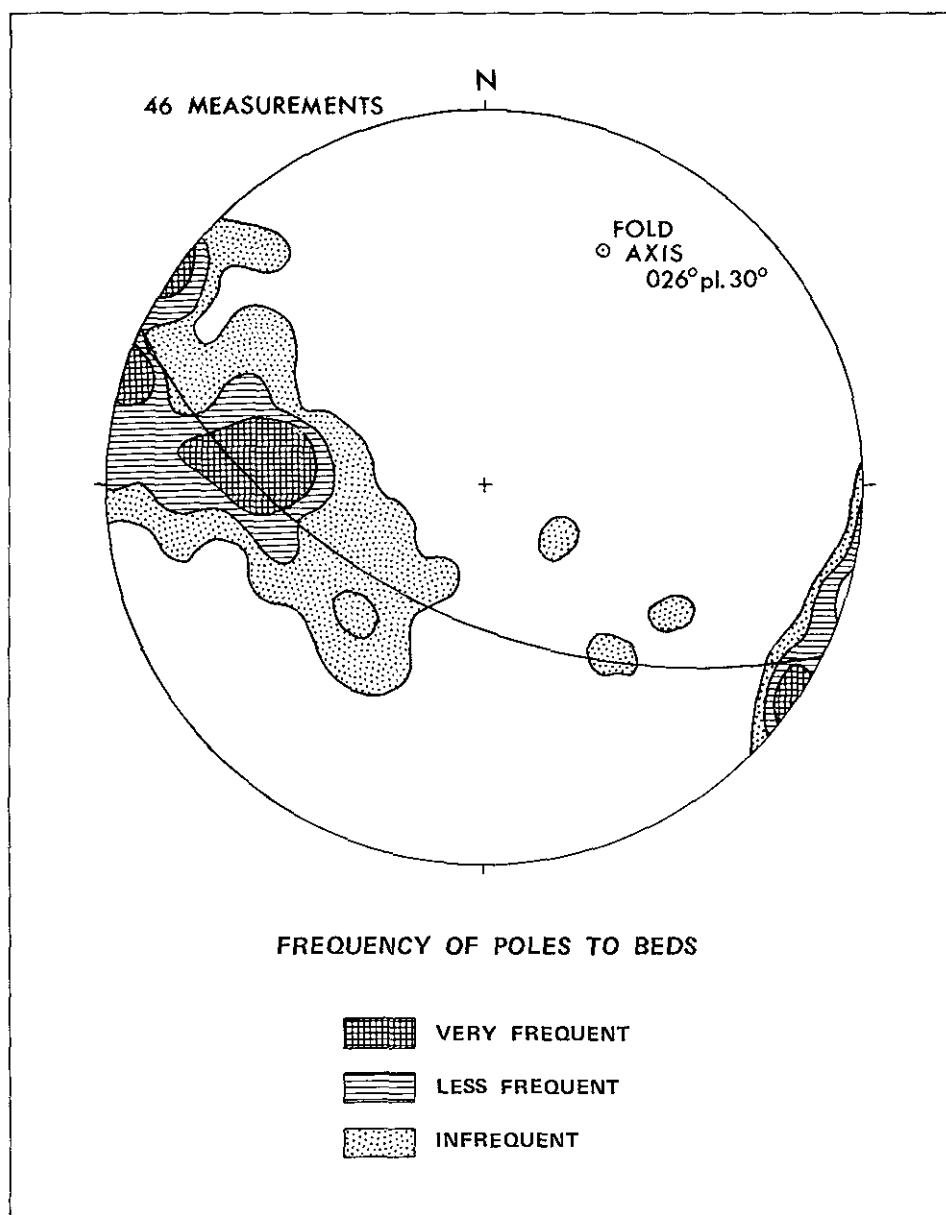 N
46 MEASUREMENTS
FOLD
AXIS
026° pl. 30°
FREQUENCY OF POLES TO BEDS
VERY FREQUENT
LESS FREQUENT
INFREQUENT